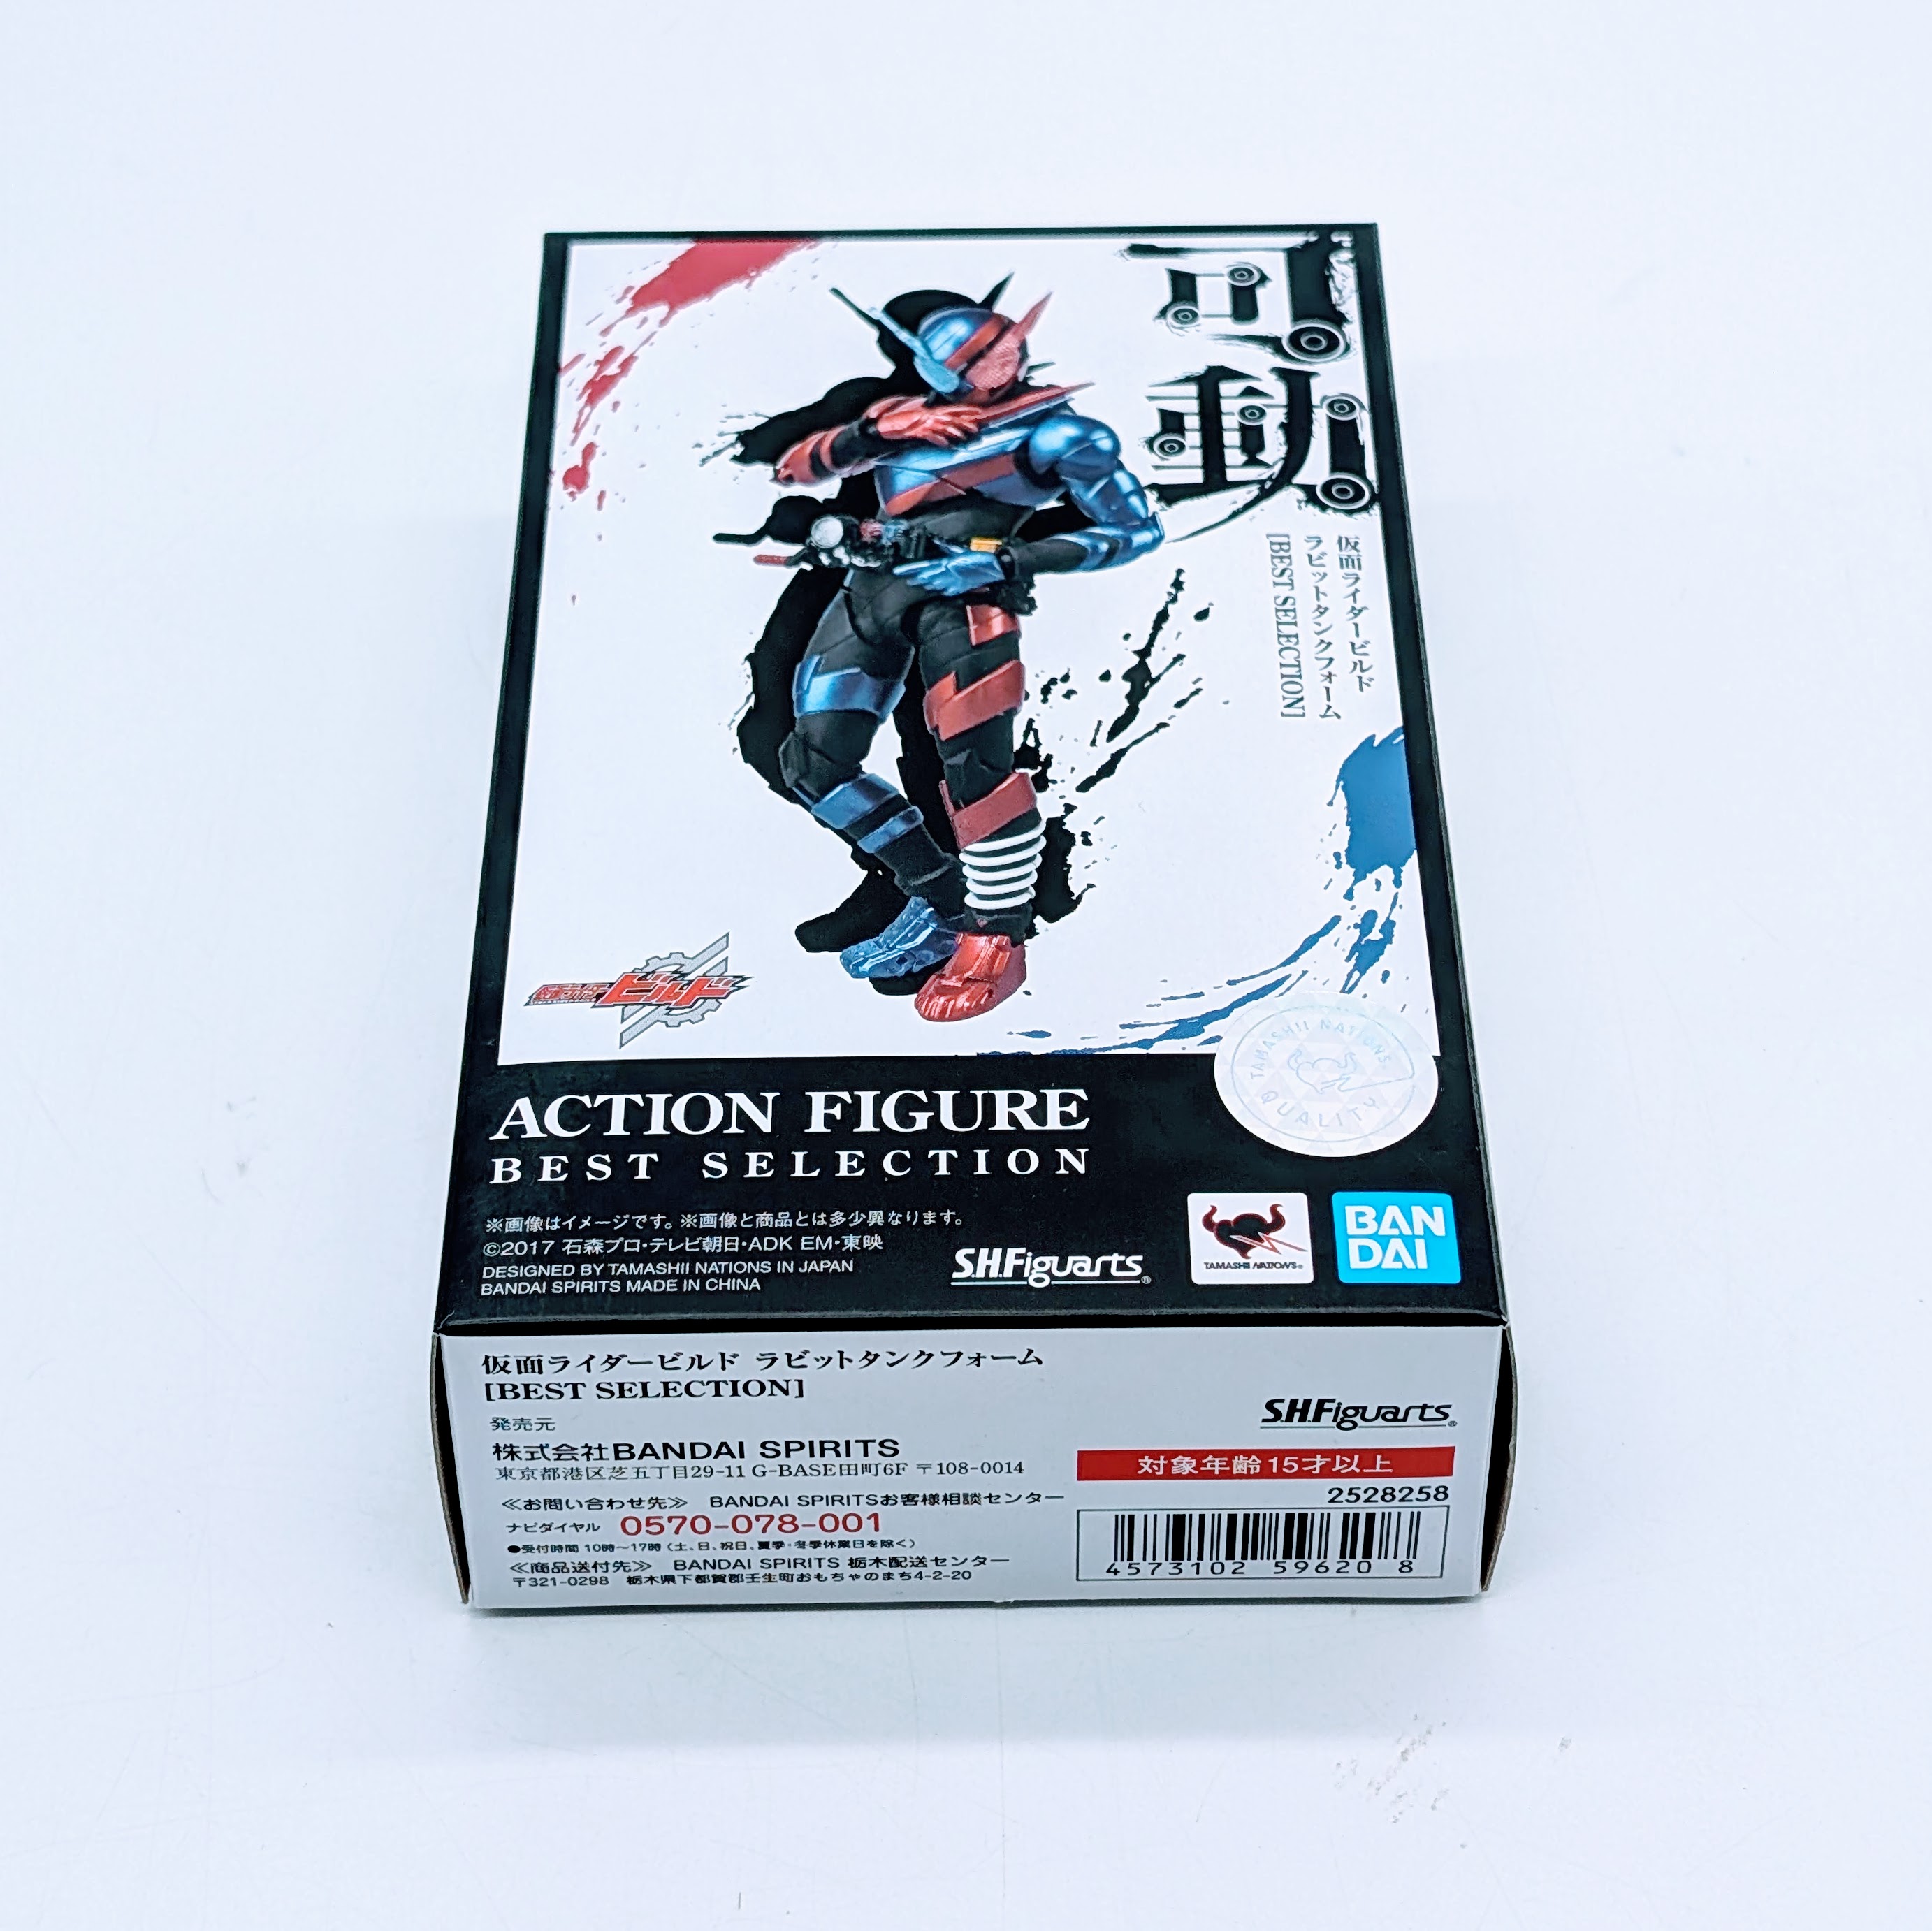 可動
仮面ライダービルド
ラビットタンクフォーム
[BEST SELECTION]
仮面ライダー
ビルド
TAMASHII NATIONS
QUALITY
ACTION FIGURE
BEST SELECTION
※画像はイメージです。※画像と商品とは多少異なります。
©2017 石森プロ・テレビ朝日・ADK EM・東映
DESIGNED BY TAMASHII NATIONS IN JAPAN
BANDAI SPIRITS MADE IN CHINA
S.H.Figuarts®
TAMASHII NATIONS®
BAN
DAI
仮面ライダービルド ラビットタンクフォーム
[BEST SELECTION]
発売元
株式会社BANDAI SPIRITS
東京都港区芝五丁目29-11 G-BASE田町6F 〒108-0014
≪お問い合わせ先≫ BANDAI SPIRITSお客様相談センター
ナビダイヤル 0570-078-001
●受付時間 10時〜17時（土、日、祝日、夏季・冬季休業日を除く）
≪商品送付先≫ BANDAI SPIRITS 栃木配送センター
〒321-0298 栃木県下都賀郡壬生町おもちゃのまち4-2-20
S.H.Figuarts®
対象年齢15才以上
2528258
4573102 59620 8